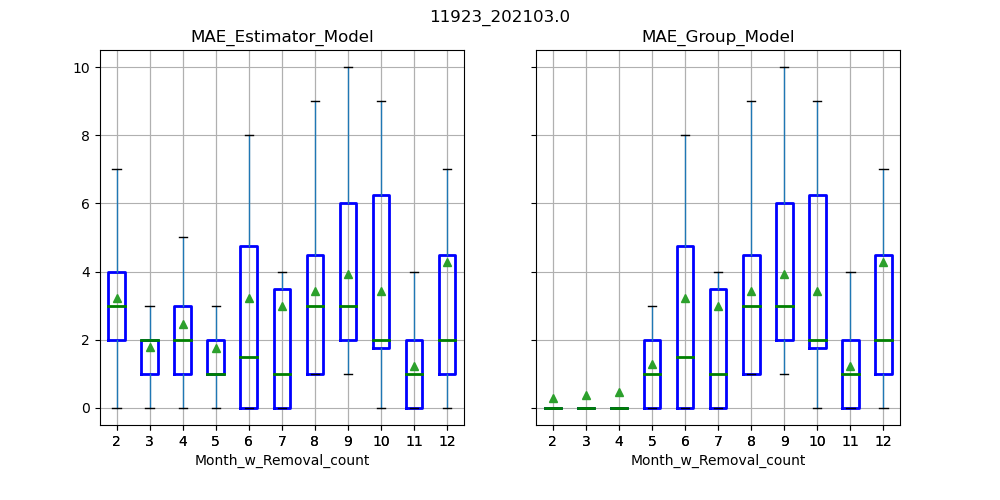 11923_202103.0
MAE_Estimator_Model
MAE_Group_Model
10
8
6
4
2
0
2 3 4 5 6 7 8 9 10 11 12
2 3 4 5 6 7 8 9 10 11 12
Month_w_Removal_count
Month_w_Removal_count